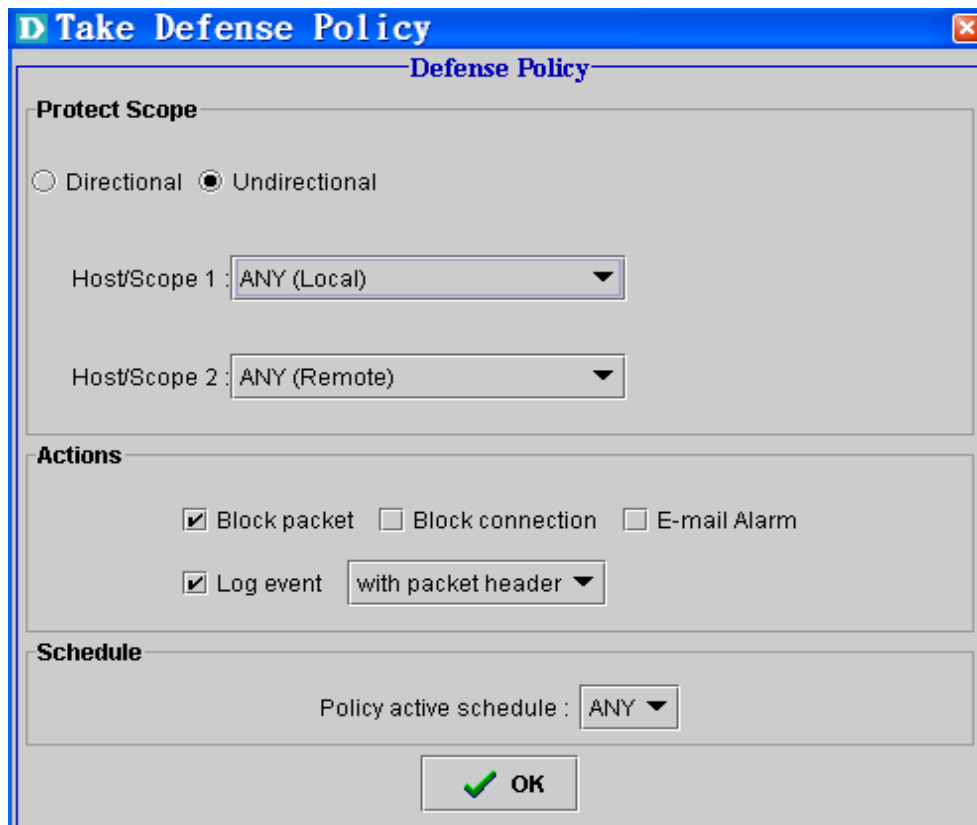 D Take Defense Policy
Defense Policy
Protect Scope
Directional Undirectional
Host/Scope 1 : ANY (Local)
Host/Scope 2 : ANY (Remote)
Actions
Block packet Block connection E-mail Alarm
Log event with packet header
Schedule
Policy active schedule : ANY
OK